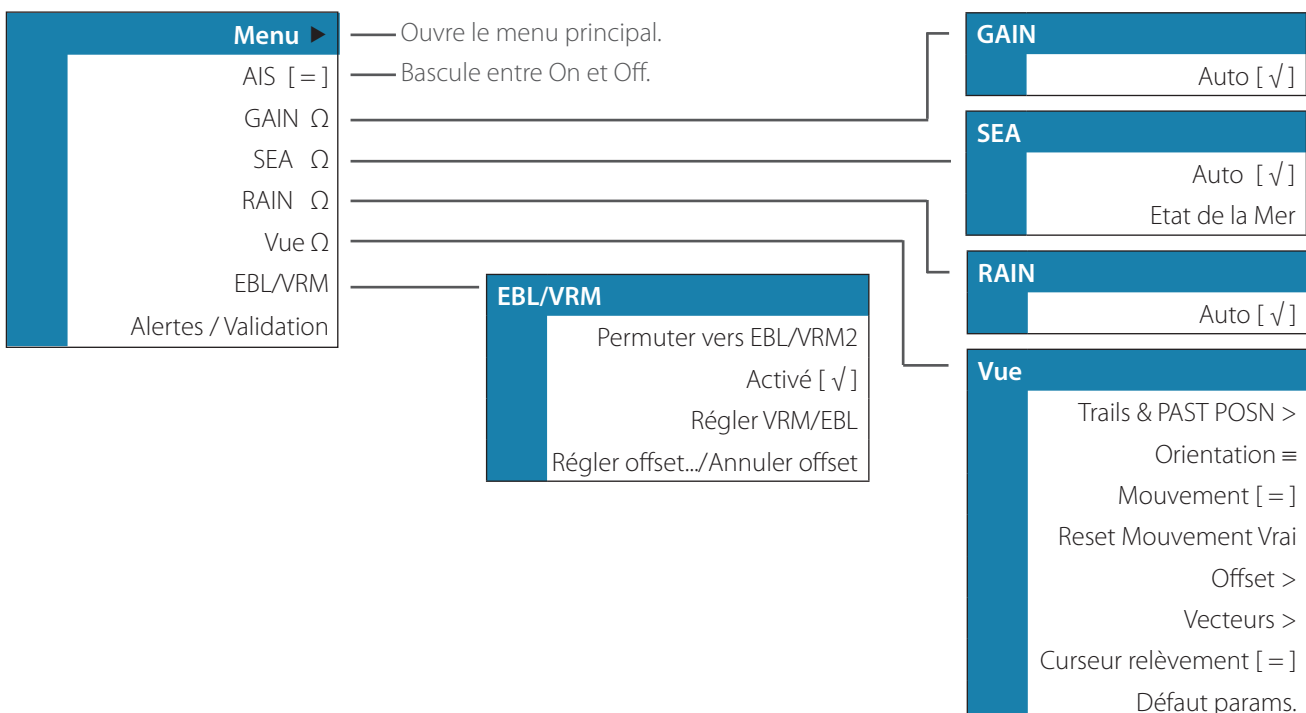 Menu ▶
Ouvre le menu principal.
AIS [ = ]
Bascule entre On et Off.
GAIN Ω
SEA Ω
RAIN Ω
Vue Ω
EBL/VRM
Alertes / Validation
EBL/VRM
Permuter vers EBL/VRM2
Activé [ √ ]
Régler VRM/EBL
Régler offset.../Annuler offset
GAIN
Auto [ √ ]
SEA
Auto [ √ ]
Etat de la Mer
RAIN
Auto [ √ ]
Vue
Trails & PAST POSN >
Orientation ≡
Mouvement [ = ]
Reset Mouvement Vrai
Offset >
Vecteurs >
Curseur relèvement [ = ]
Défaut params.